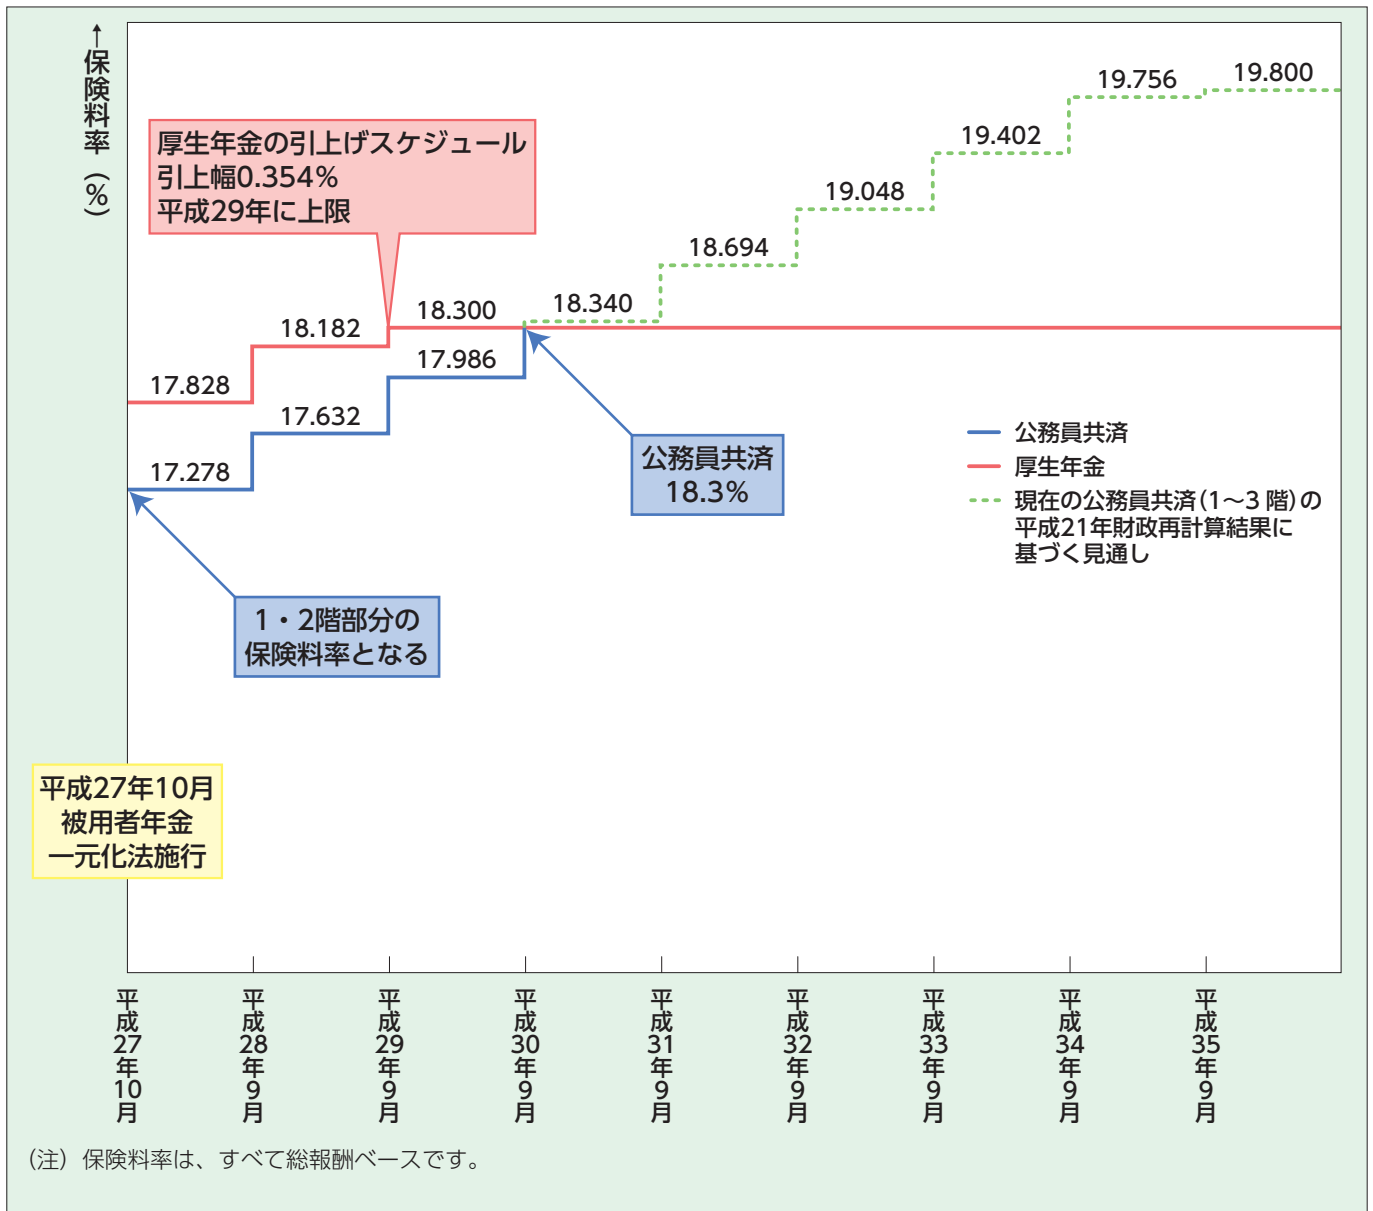 ↑保険料率（%）
厚生年金の引上げスケジュール
引上幅0.354%
平成29年に上限
17.828
18.182
18.300
17.278
17.632
17.986
18.340
18.694
19.048
19.402
19.756
19.800
公務員共済
18.3%
1・2階部分の
保険料率となる
公務員共済
厚生年金
現在の公務員共済（1～3 階）の
平成21年財政再計算結果に
基づく見通し
平成27年10月
被用者年金
一元化法施行
平成27年10月
平成28年9月
平成29年9月
平成30年9月
平成31年9月
平成32年9月
平成33年9月
平成34年9月
平成35年9月
（注）保険料率は、すべて総報酬ベースです。